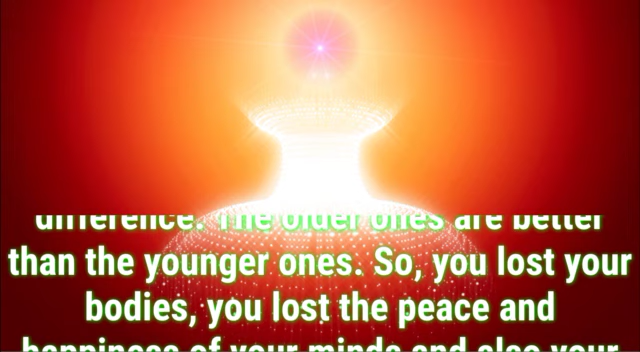 difference. The older ones are better
than the younger ones. So, you lost your
bodies, you lost the peace and
happiness of your minds and also your